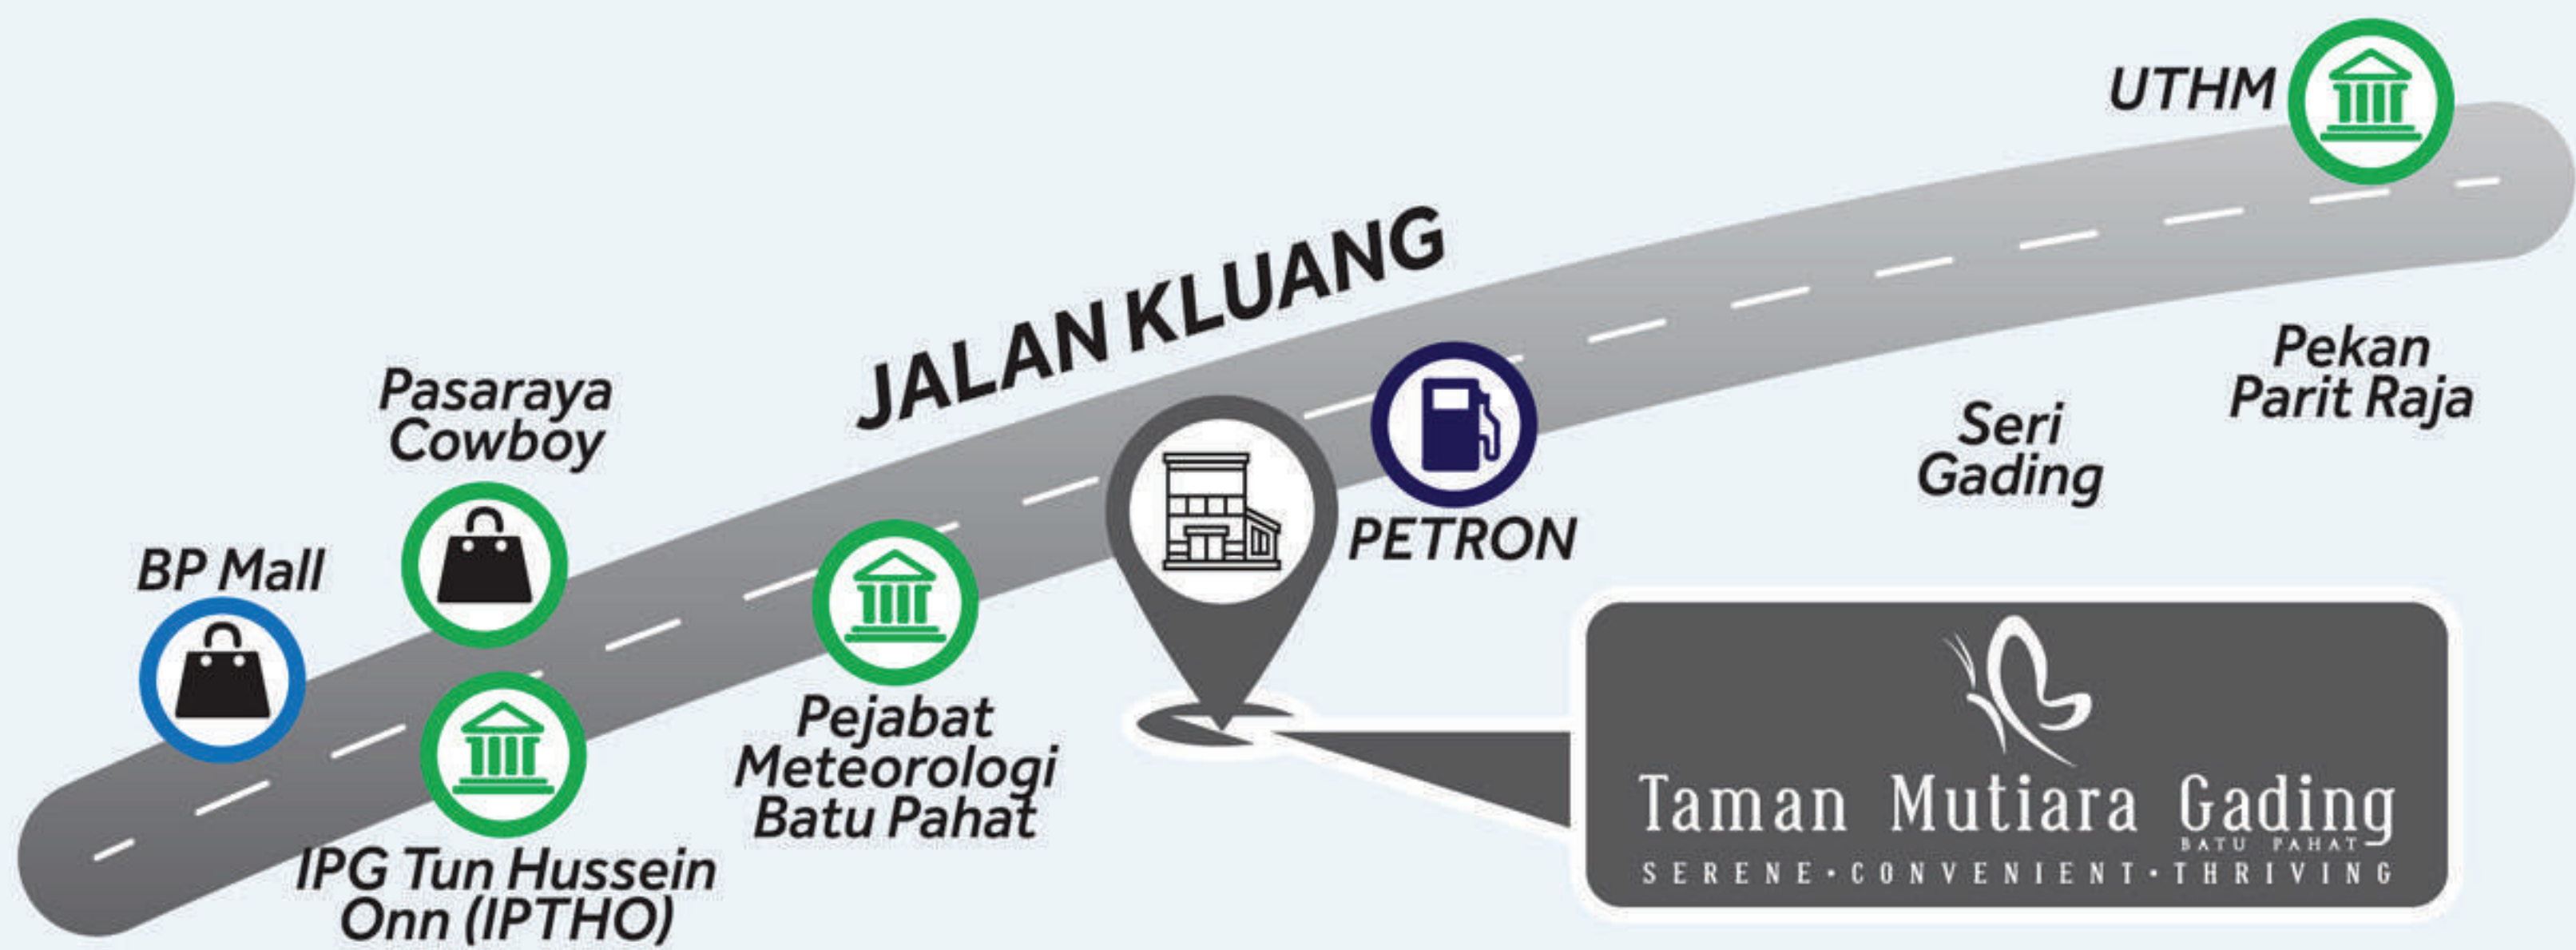 UTHM
JALAN KLUANG
Pekan
Parit Raja
Pasaraya
Cowboy
Seri
Gading
BP Mall
PETRON
Pejabat
Meteorologi
Batu Pahat
IPG Tun Hussein
Onn (IPTHO)
Taman Mutiara Gading
BATU PAHAT
SERENE•CONVENIENT•THRIVING